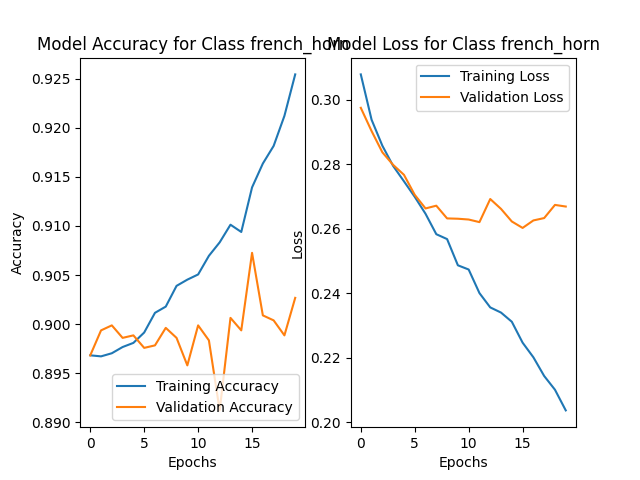 Model Accuracy for Class french_horn
0.925
0.920
0.915
0.910
0.905
0.900
0.895
0.890
Accuracy
Training Accuracy
Validation Accuracy
0 5 10 15
Epochs
Model Loss for Class french_horn
0.30
0.28
0.26
0.24
0.22
0.20
Loss
Training Loss
Validation Loss
0 5 10 15
Epochs